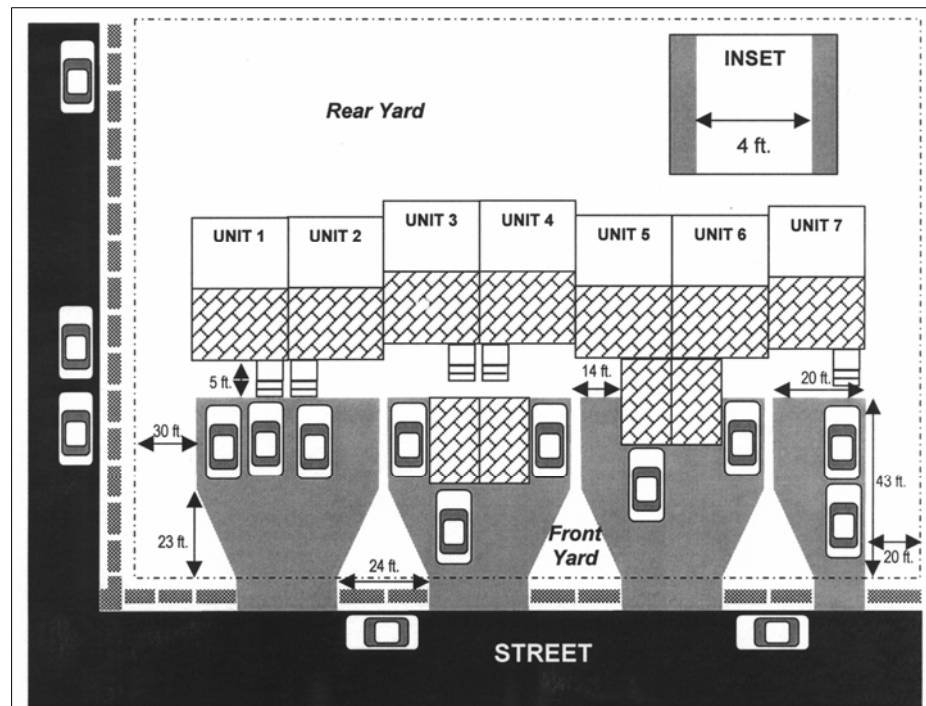 INSET
Rear Yard
4 ft.
UNIT 1
UNIT 2
UNIT 3
UNIT 4
UNIT 5
UNIT 6
UNIT 7
5 ft.
14 ft.
20 ft.
30 ft.
43 ft.
23 ft.
Front
Yard
24 ft.
20 ft.
STREET